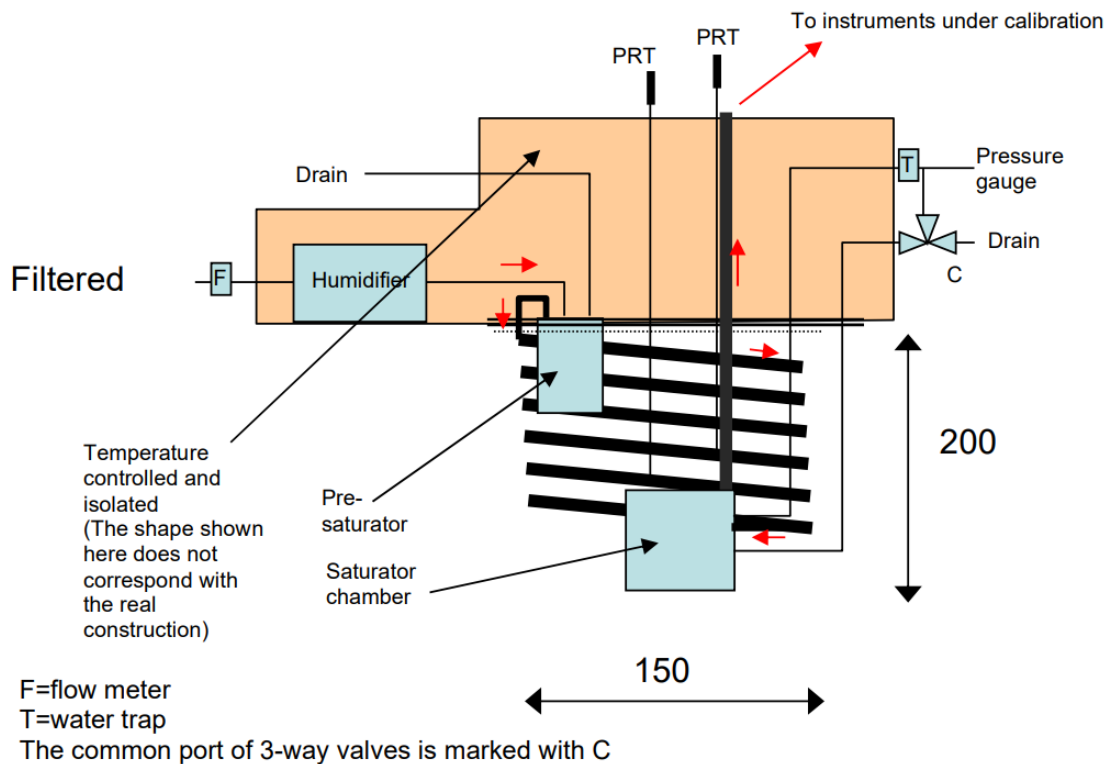 To instruments under calibration
PRT
PRT
Drain
T
Pressure
gauge
Filtered
F
Humidifier
Drain
C
Temperature
controlled and
isolated
(The shape shown
here does not
correspond with
the real
construction)
Pre-
saturator
Saturator
chamber
200
150
F=flow meter
T=water trap
The common port of 3-way valves is marked with C